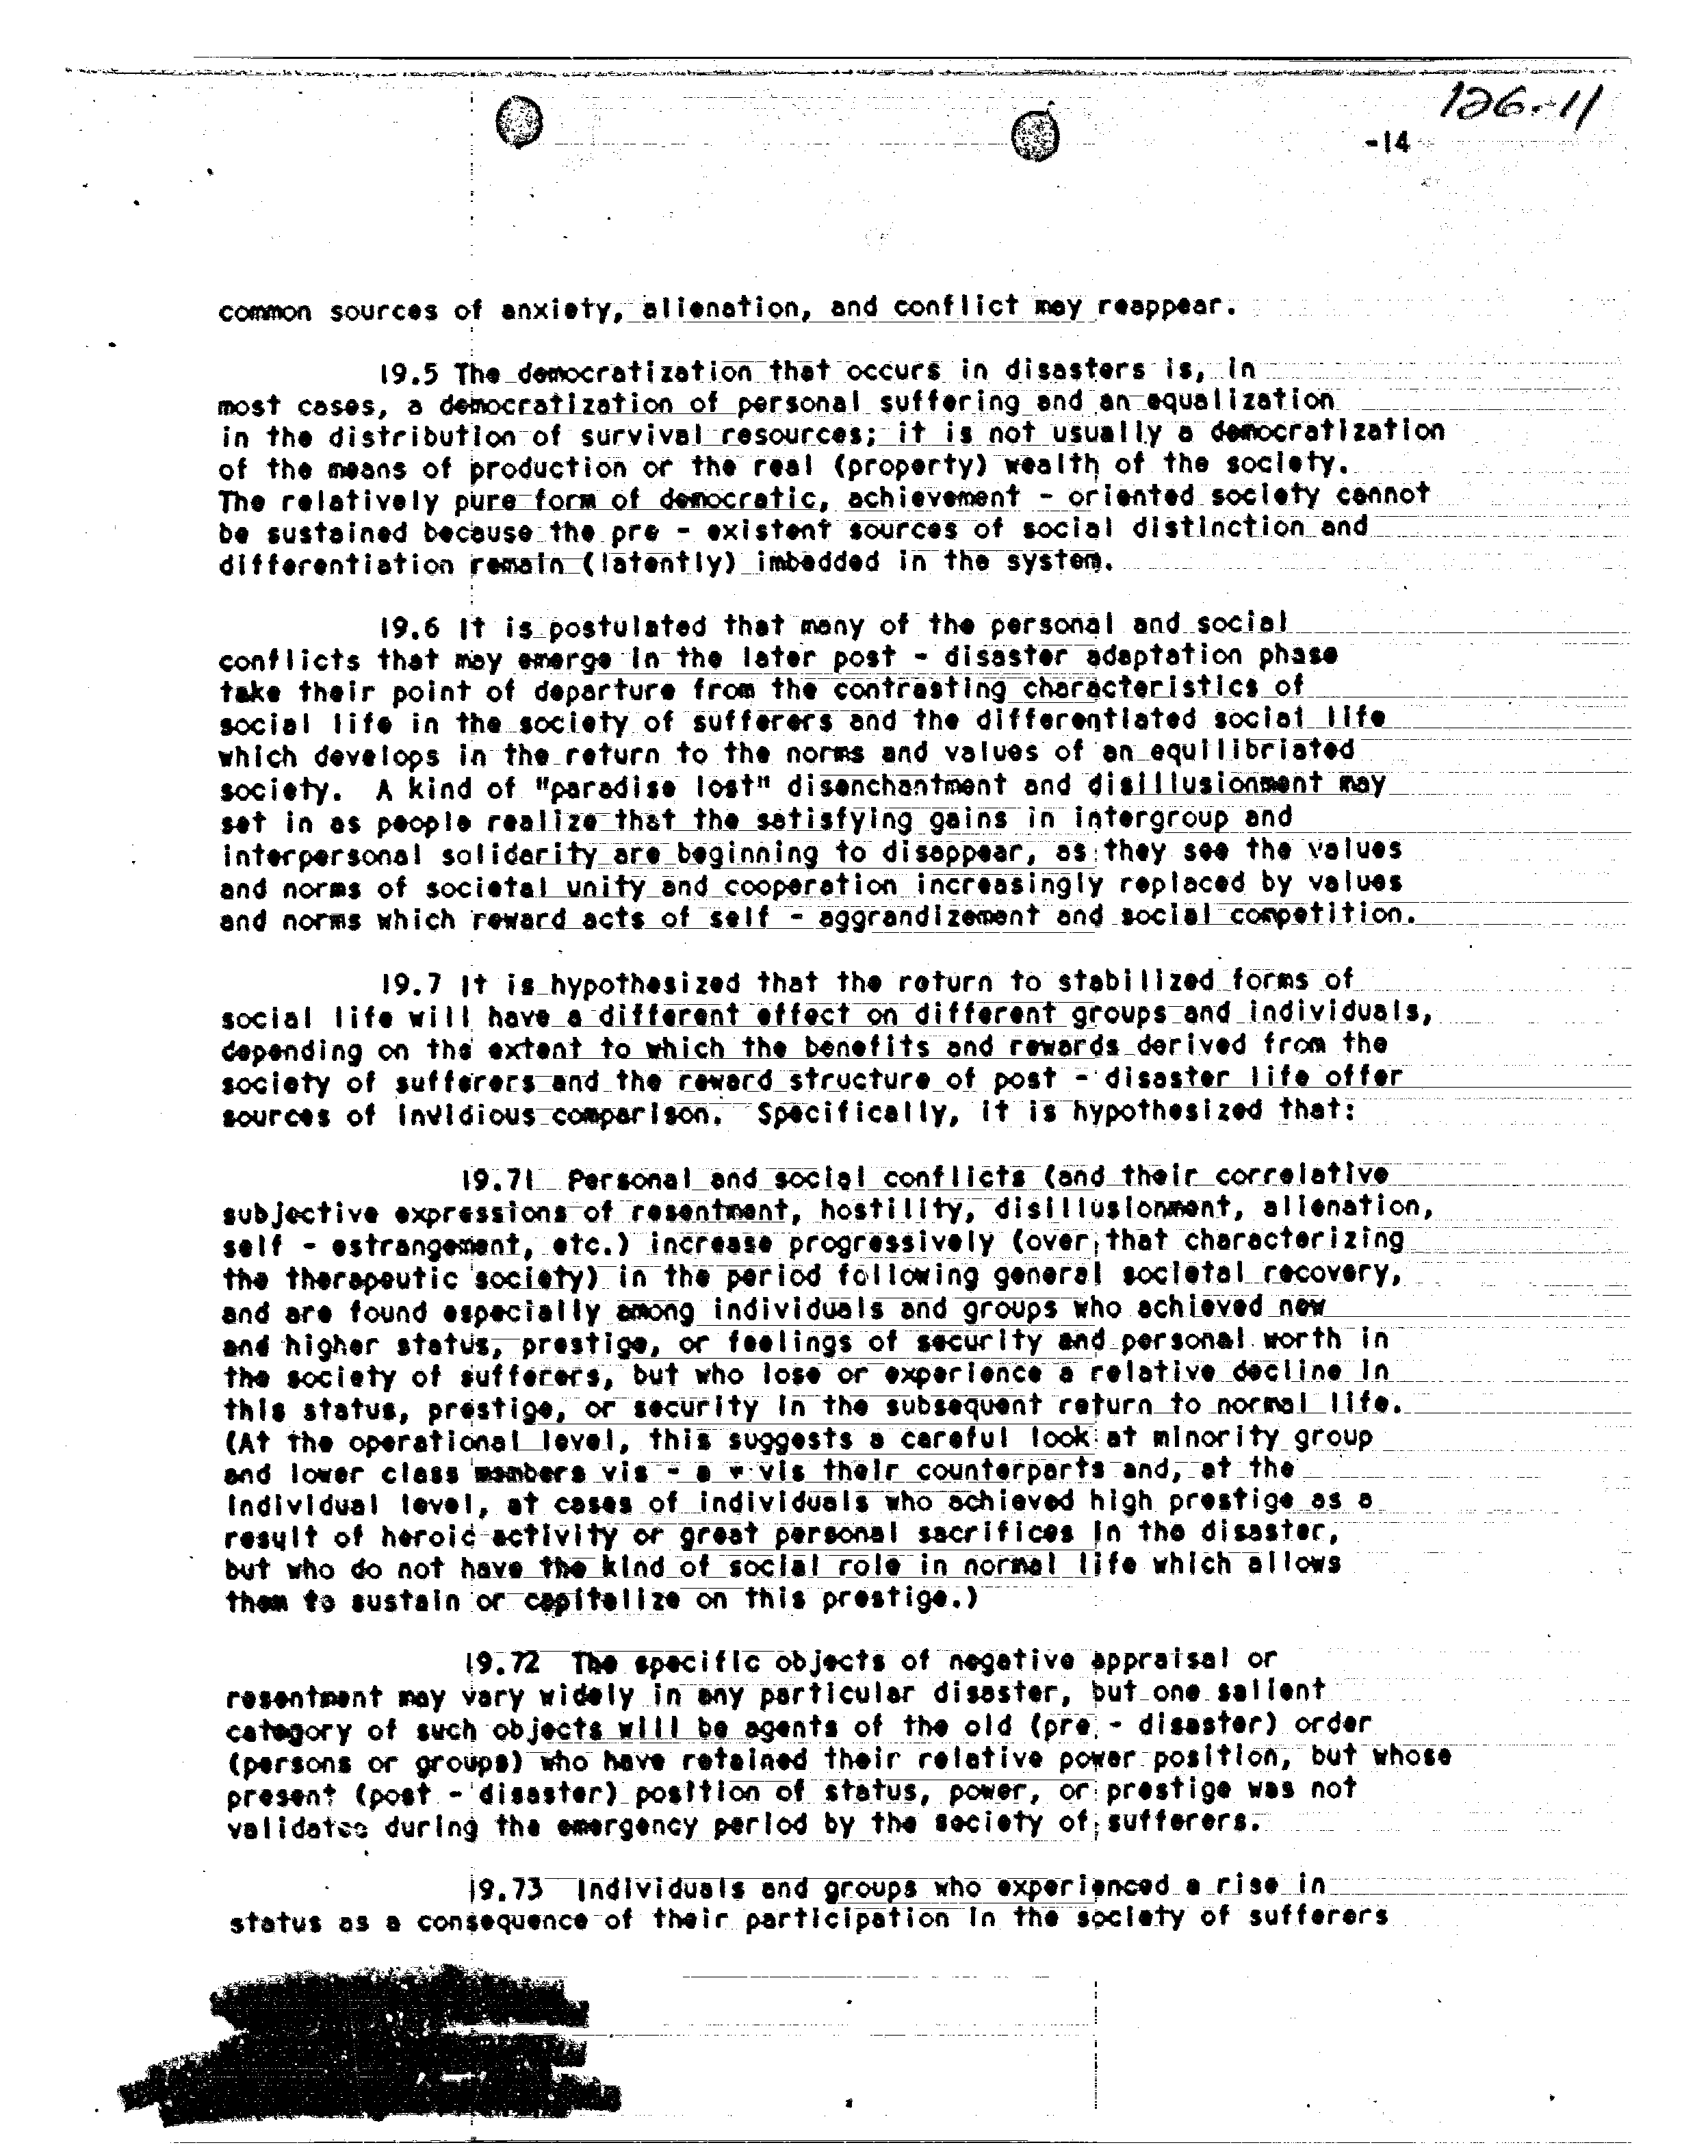 126-11
-14
common sources of anxiety, alienation, and conflict may reappear.
19.5 The democratization that occurs in disasters is, in
most cases, a democratization of personal suffering and an equalization
in the distribution of survival resources; it is not usually a democratization
of the means of production or the real (property) wealth of the society.
The relatively pure form of democratic, achievement - oriented society cannot
be sustained because the pre - existent sources of social distinction and
differentiation remain (latently) imbedded in the system.
19.6 It is postulated that many of the personal and social
conflicts that may emerge in the later post - disaster adaptation phase
take their point of departure from the contrasting characteristics of
social life in the society of sufferers and the differentiated social life
which develops in the return to the norms and values of an equilibriated
society. A kind of "paradise lost" disenchantment and disillusionment may
set in as people realize that the satisfying gains in intergroup and
interpersonal solidarity are beginning to disappear, as they see the values
and norms of societal unity and cooperation increasingly replaced by values
and norms which reward acts of self - aggrandizement and social competition.
19.7 It is hypothesized that the return to stabilized forms of
social life will have a different effect on different groups and individuals,
depending on the extent to which the benefits and rewards derived from the
society of sufferers and the reward structure of post - disaster life offer
sources of invidious comparison. Specifically, it is hypothesized that:
19.71 Personal and social conflicts (and their correlative
subjective expressions of resentment, hostility, disillusionment, alienation,
self - estrangement, etc.) increase progressively (over that characterizing
the therapeutic society) in the period following general societal recovery,
and are found especially among individuals and groups who achieved new
and higher status, prestige, or feelings of security and personal worth in
the society of sufferers, but who lose or experience a relative decline in
this status, prestige, or security in the subsequent return to normal life.
(At the operational level, this suggests a careful look at minority group
and lower class members vis - a - vis their counterparts and, at the
individual level, at cases of individuals who achieved high prestige as a
result of heroic activity or great personal sacrifices in the disaster,
but who do not have the kind of social role in normal life which allows
them to sustain or capitalize on this prestige.)
19.72 The specific objects of negative appraisal or
resentment may vary widely in any particular disaster, but one salient
category of such objects will be agents of the old (pre - disaster) order
(persons or groups) who have retained their relative power position, but whose
present (post - disaster) position of status, power, or prestige was not
validated during the emergency period by the society of sufferers.
19.73 Individuals and groups who experienced a rise in
status as a consequence of their participation in the society of sufferers